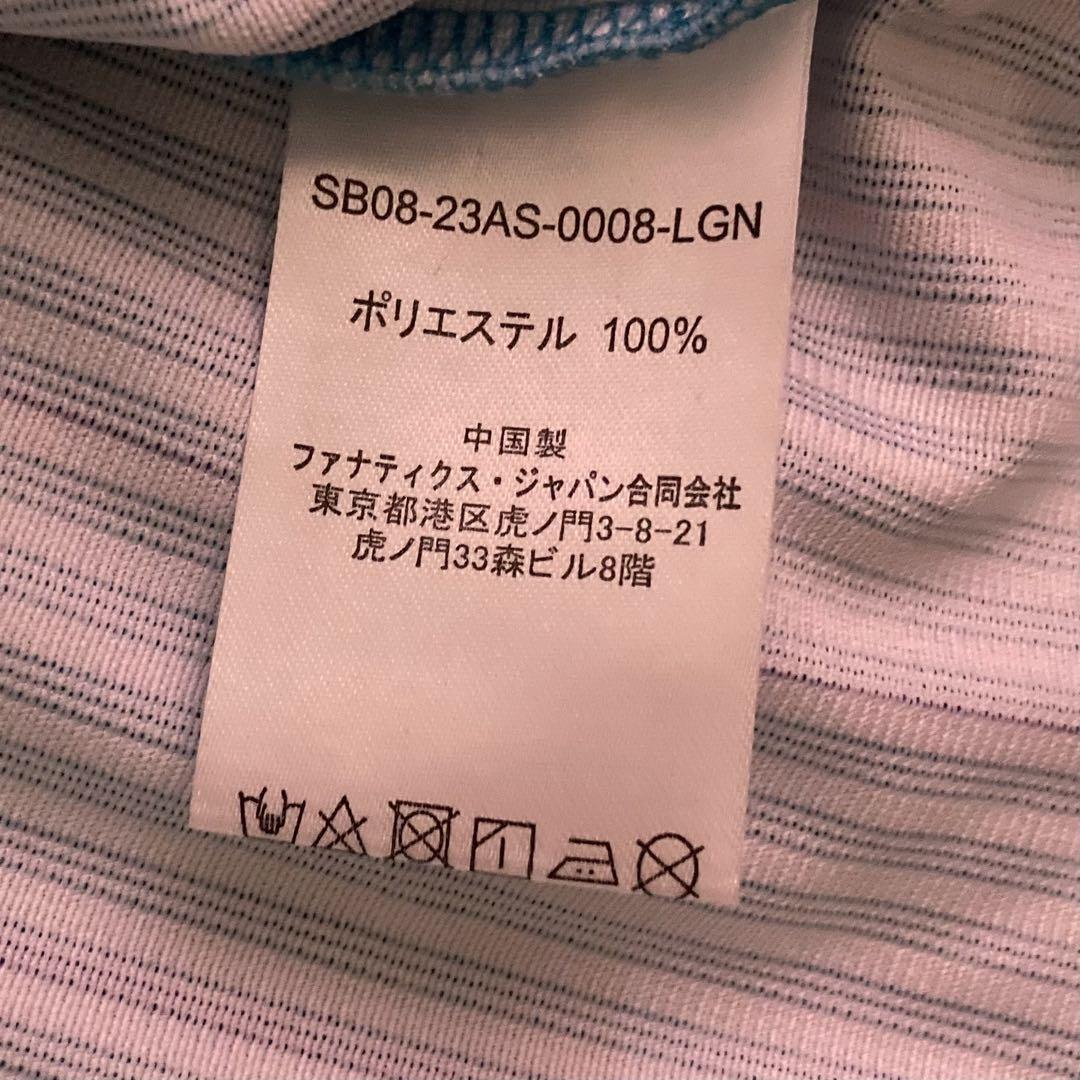 SB08-23AS-0008-LGN
ポリエステル 100%
中国製
ファナティクス・ジャパン合同会社
東京都港区虎ノ門3-8-21
虎ノ門33森ビル8階